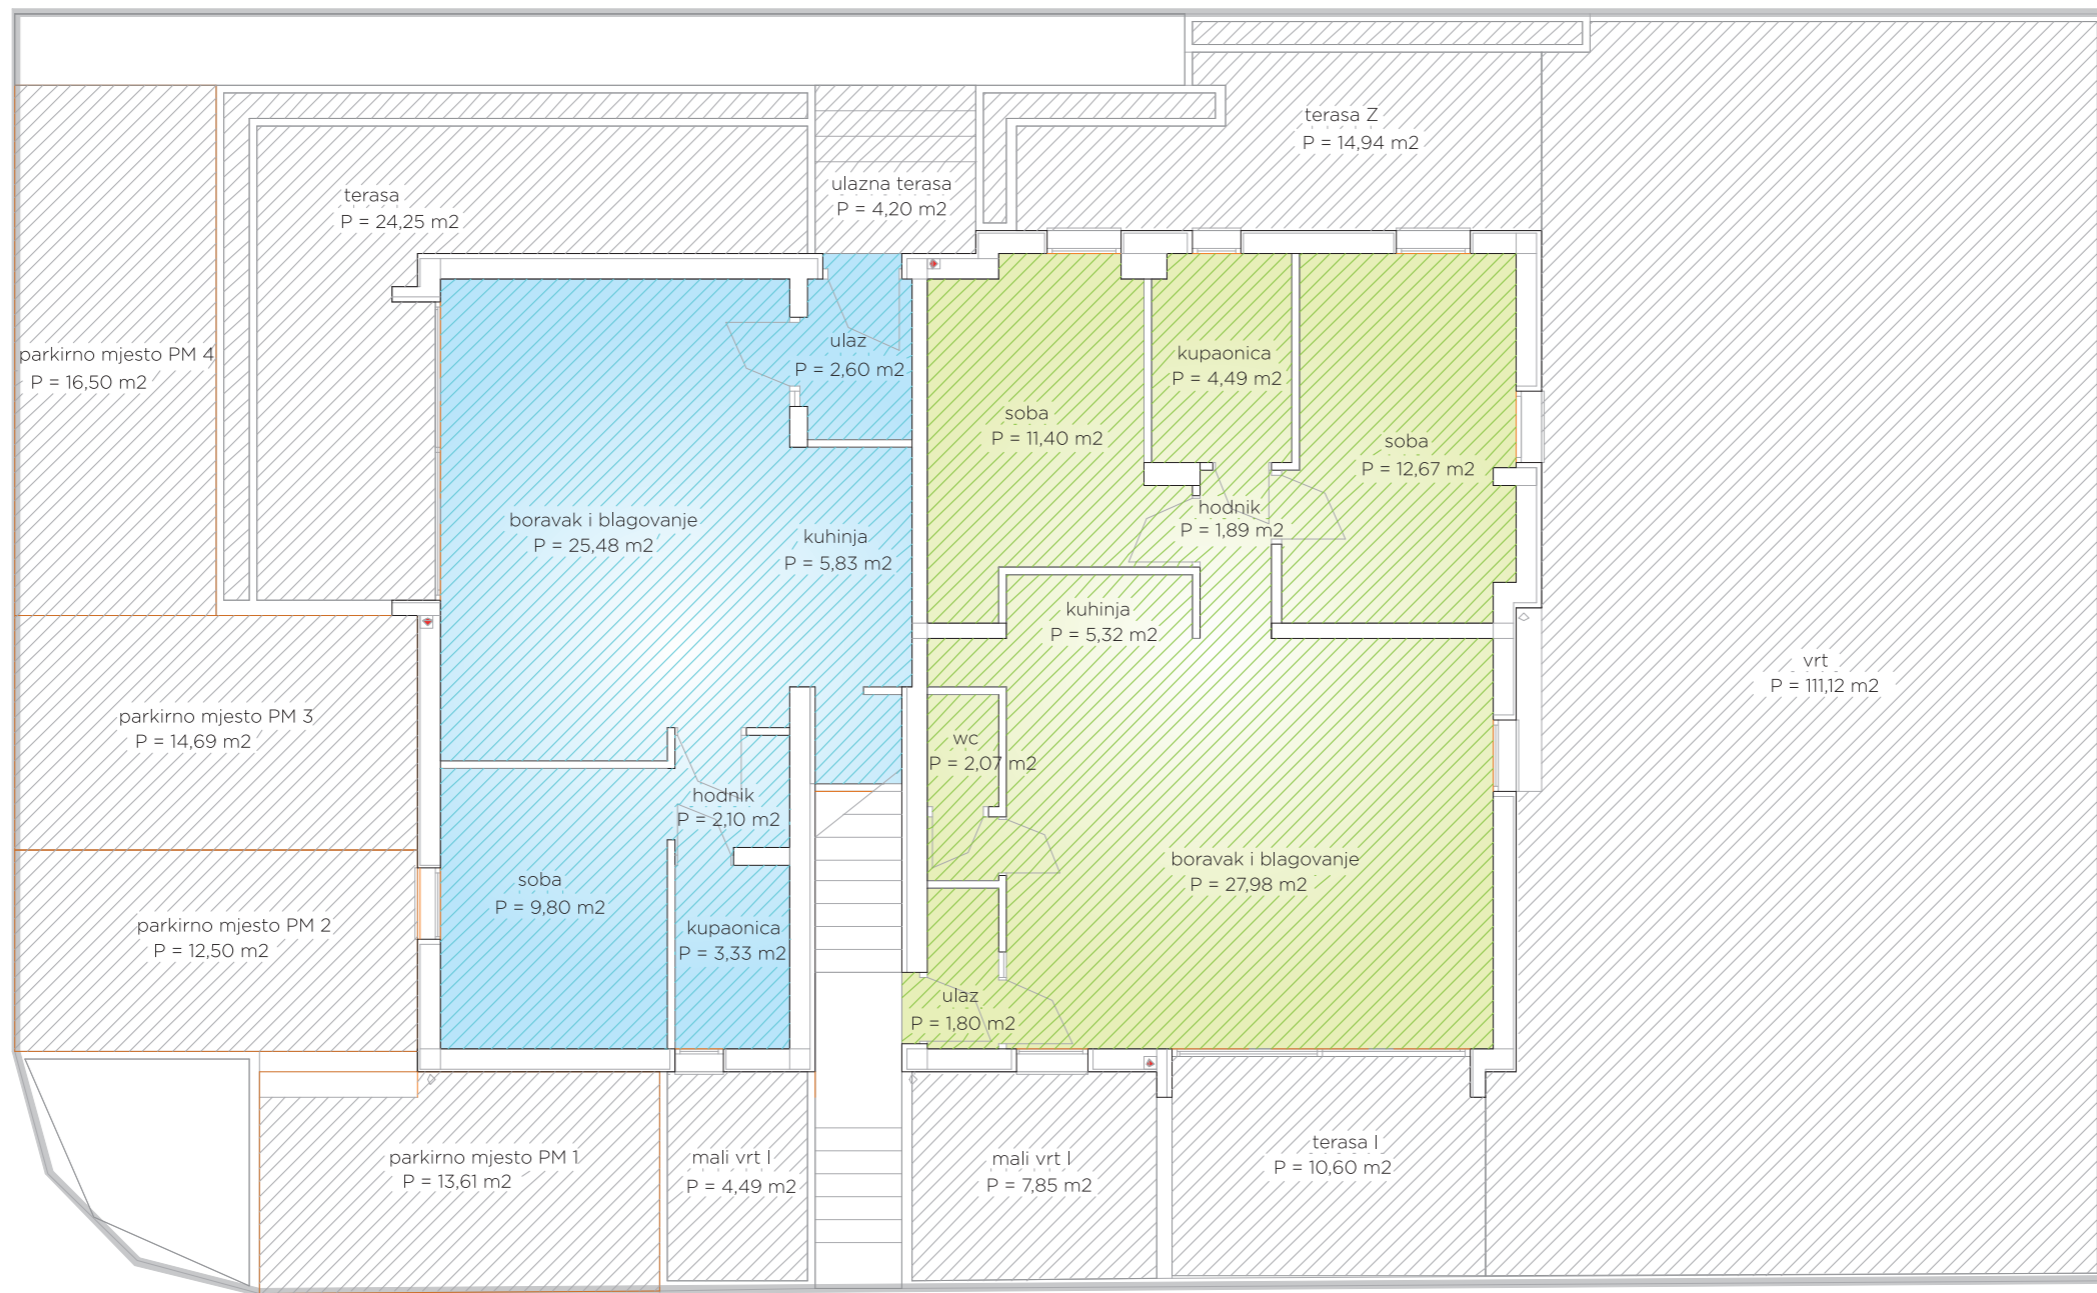 terasa Z
P = 14,94 m2
terasa
P = 24,25 m2
ulazna terasa
P = 4,20 m2
parkirno mjesto PM 4
P = 16,50 m2
ulaz
P = 2,60 m2
kupaonica
P = 4,49 m2
soba
P = 11,40 m2
soba
P = 12,67 m2
boravak i blagovanje
P = 25,48 m2
kuhinja
P = 5,83 m2
hodnik
P = 1,89 m2
kuhinja
P = 5,32 m2
vrt
P = 111,12 m2
parkirno mjesto PM 3
P = 14,69 m2
wc
P = 2,07 m2
hodnik
P = 2,10 m2
boravak i blagovanje
P = 27,98 m2
soba
P = 9,80 m2
parkirno mjesto PM 2
P = 12,50 m2
kupaonica
P = 3,33 m2
ulaz
P = 1,80 m2
parkirno mjesto PM 1
P = 13,61 m2
mali vrt I
P = 4,49 m2
mali vrt I
P = 7,85 m2
terasa I
P = 10,60 m2